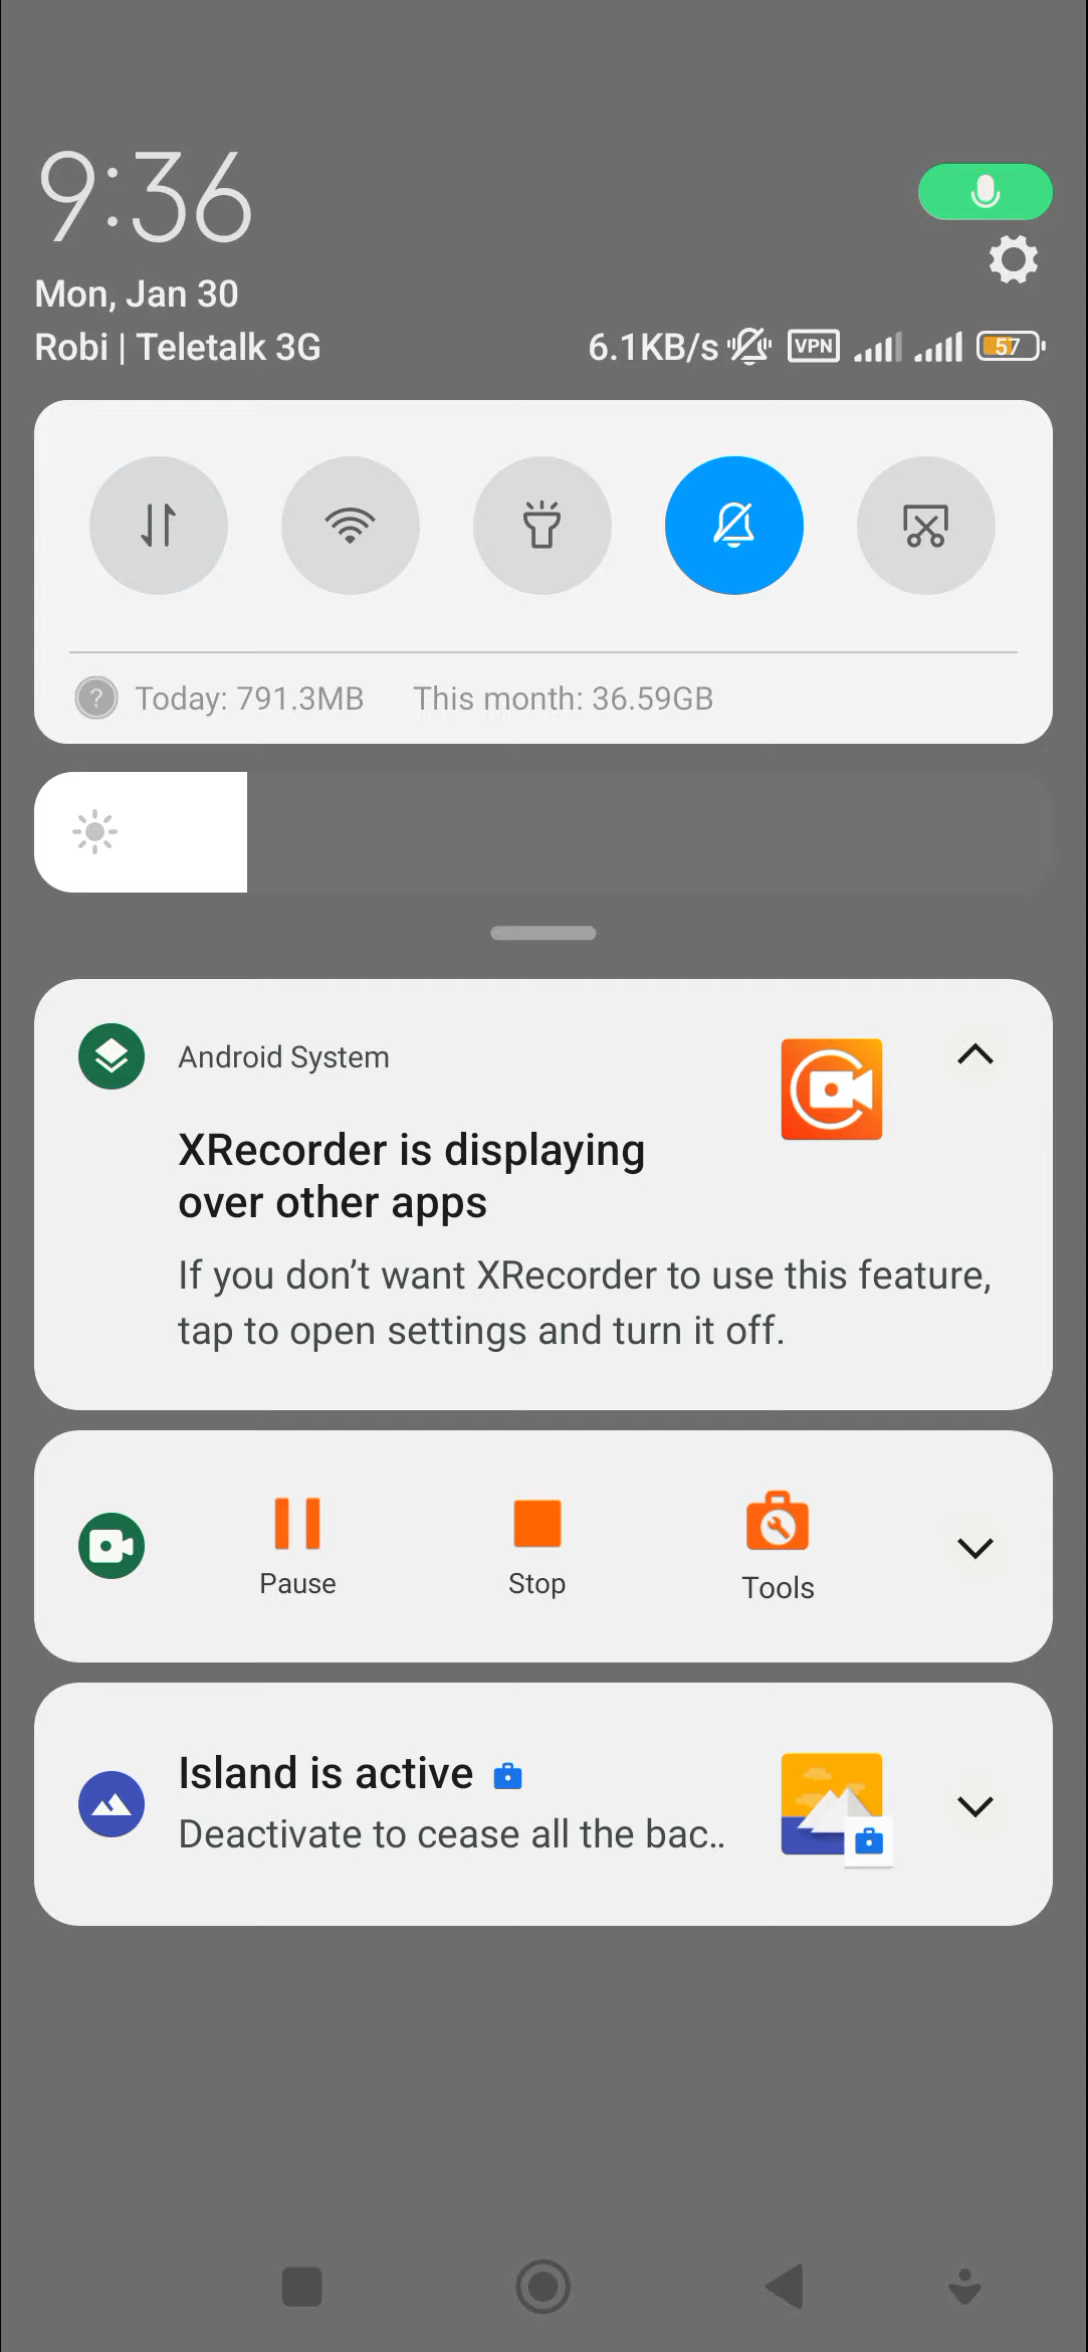 9:36
Mon, Jan 30
Robi | Teletalk 3G
6.1KB/s VPN 57
Today: 791.3MB This month: 36.59GB
Android System
XRecorder is displaying
over other apps
If you don’t want XRecorder to use this feature,
tap to open settings and turn it off.
Pause Stop Tools
Island is active
Deactivate to cease all the bac..